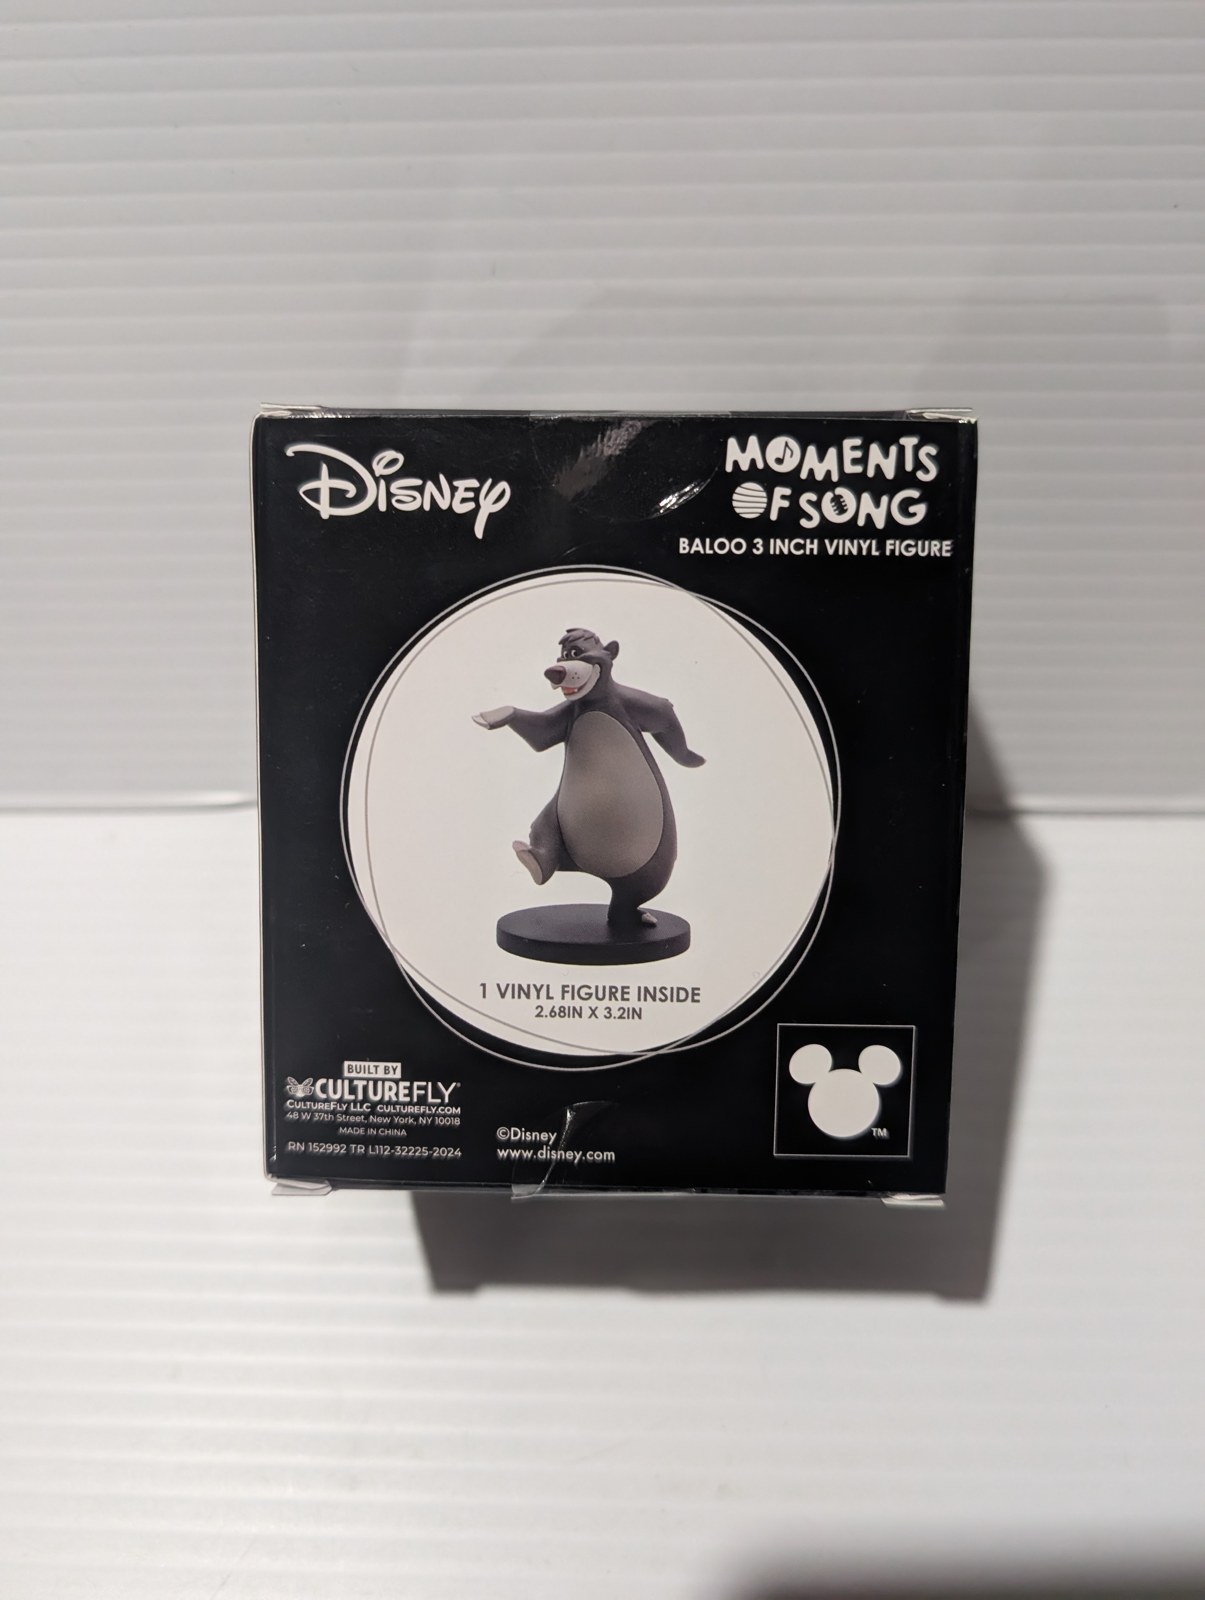 Disney
MOMENTS
OF SONG
BALOO 3 INCH VINYL FIGURE
1 VINYL FIGURE INSIDE
2.68IN X 3.2IN
BUILT BY
CULTUREFLY®
CULTUREFLY LLC CULTUREFLY.COM
48 W 37th Street, New York, NY 10018
MADE IN CHINA
RN 152992 TR L112-32225-2024
©Disney
www.disney.com
TM